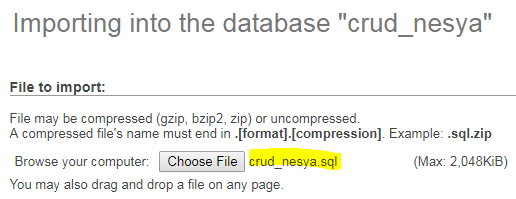 Importing into the database "crud_nesya"
File to import:
File may be compressed (gzip, bzip2, zip) or uncompressed.
A compressed file's name must end in .[format].[compression]. Example: .sql.zip
Browse your computer: Choose File crud_nesya.sql (Max: 2,048KiB)
You may also drag and drop a file on any page.